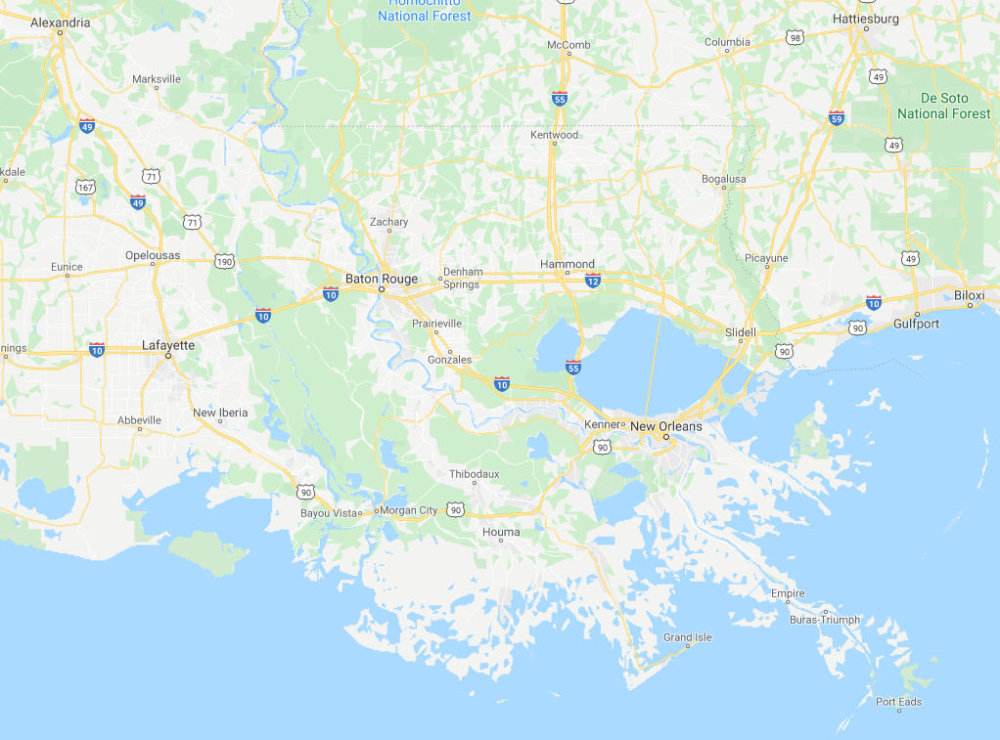 Homochitto
National Forest
Alexandria
Hattiesburg
McComb
Columbia
98
Marksville
49
55
De Soto
National Forest
59
49
Kentwood
49
kdale
71
167
Bogalusa
49
71
Zachary
Opelousas
190
Eunice
Picayune
49
Hammond
Denham
Springs
Baton Rouge
12
10
Biloxi
10
10
Prairieville
Gulfport
90
Slidell
Lafayette
nings
10
90
Gonzales
55
10
New Iberia
Abbeville
Kenner
New Orleans
90
Thibodaux
90
Bayou Vista
Morgan City
90
Houma
Empire
Buras-Triumph
Grand Isle
Port Eads